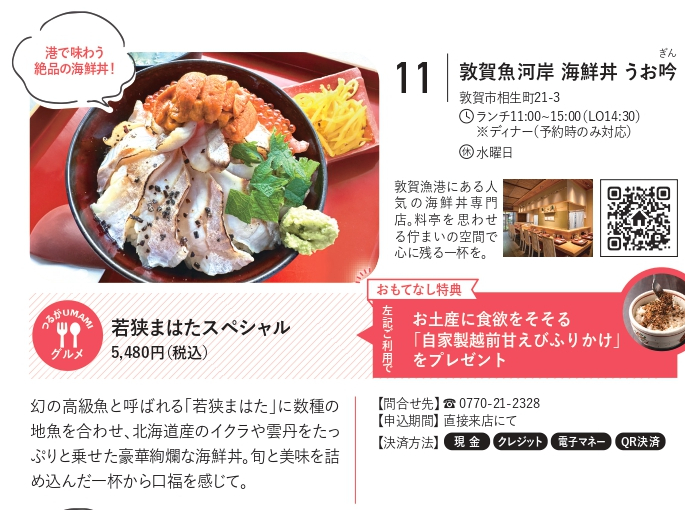 港で味わう
絶品の海鮮丼！
11
ぎん
敦賀魚河岸 海鮮丼 うお吟
敦賀市相生町21-3
ランチ11:00~15:00（LO14:30）
※ディナー（予約時のみ対応）
休 水曜日
敦賀漁港にある人
気の海鮮丼専門
店。料亭を思わせ
る佇まいの空間で
心に残る一杯を。
つるがUMAMI
グルメ
若狭まはたスペシャル
5,480円（税込）
おもてなし特典
左記ご利用で
お土産に食欲をそそる
「自家製越前甘えびふりかけ」
をプレゼント
幻の高級魚と呼ばれる「若狭まはた」に数種の
地魚を合わせ、北海道産のイクラや雲丹をたっ
ぷりと乗せた豪華絢爛な海鮮丼。旬と美味を詰
め込んだ一杯から口福を感じて。
【問合せ先】☎0770-21-2328
【申込期間】直接来店にて
【決済方法】現金 クレジット 電子マネー QR決済